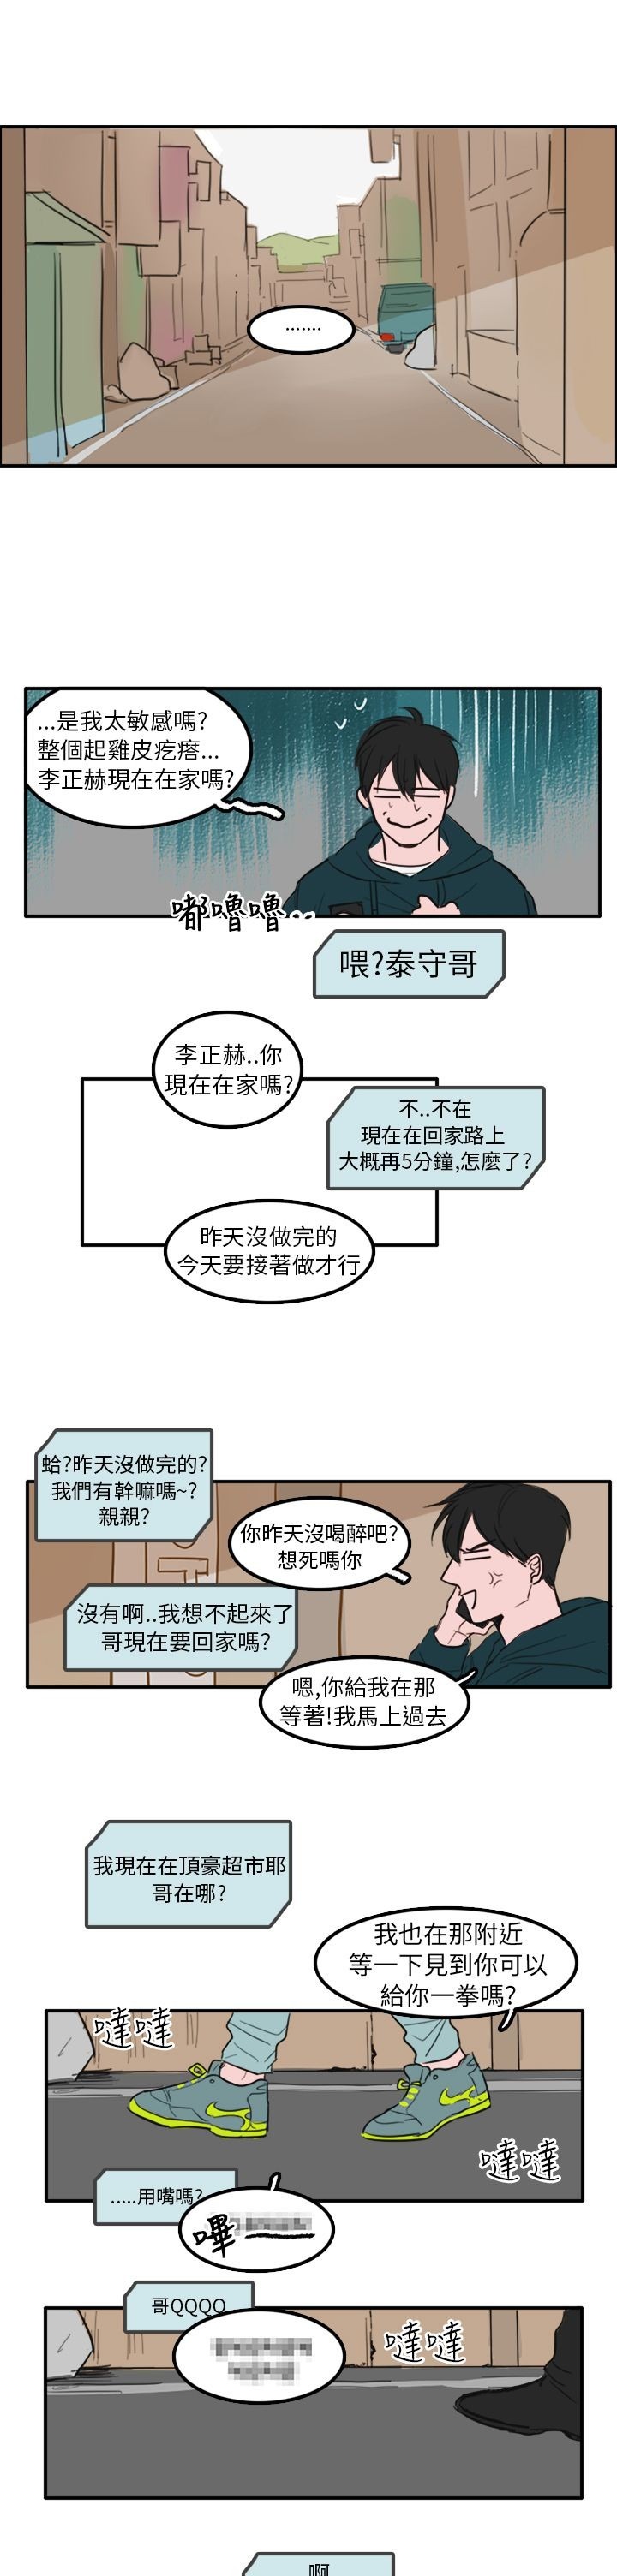 .......
...是我太敏感嗎?
整個起雞皮疙瘩...
李正赫現在在家嗎?
嘟嚕嚕..
喂?泰守哥
李正赫..你
現在在家嗎?
不..不在
現在在回家路上
大概再5分鐘,怎麼了?
昨天沒做完的
今天要接著做才行
蛤?昨天沒做完的?
我們有幹嘛嗎~?
親親?
你昨天沒喝醉吧?
想死嗎你
沒有啊..我想不起來了
哥現在要回家嗎?
嗯,你給我在那
等著!我馬上過去
我現在在頂豪超市耶
哥在哪?
我也在那附近
等一下見到你可以
給你一拳嗎?
噠噠
噠噠
.....用嘴嗎?
嗶
哥QQQQ
噠噠
啊